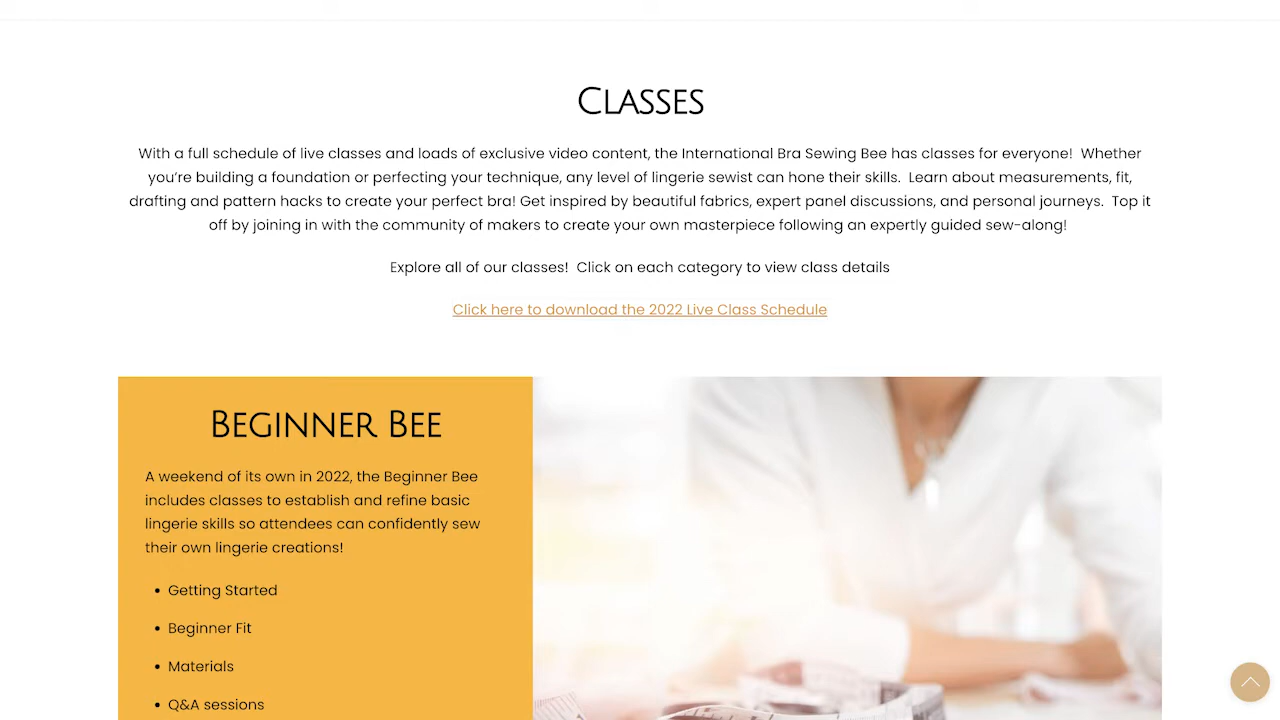 Classes
With a full schedule of live classes and loads of exclusive video content, the International Bra Sewing Bee has classes for everyone!  Whether
you’re building a foundation or perfecting your technique, any level of lingerie sewist can hone their skills.  Learn about measurements, fit,
drafting and pattern hacks to create your perfect bra! Get inspired by beautiful fabrics, expert panel discussions, and personal journeys.  Top it
off by joining in with the community of makers to create your own masterpiece following an expertly guided sew-along!
Explore all of our classes!  Click on each category to view class details
Click here to download the 2022 Live Class Schedule
Beginner Bee
A weekend of its own in 2022, the Beginner Bee
includes classes to establish and refine basic
lingerie skills so attendees can confidently sew
their own lingerie creations!
• Getting Started
• Beginner Fit
• Materials
• Q&A sessions